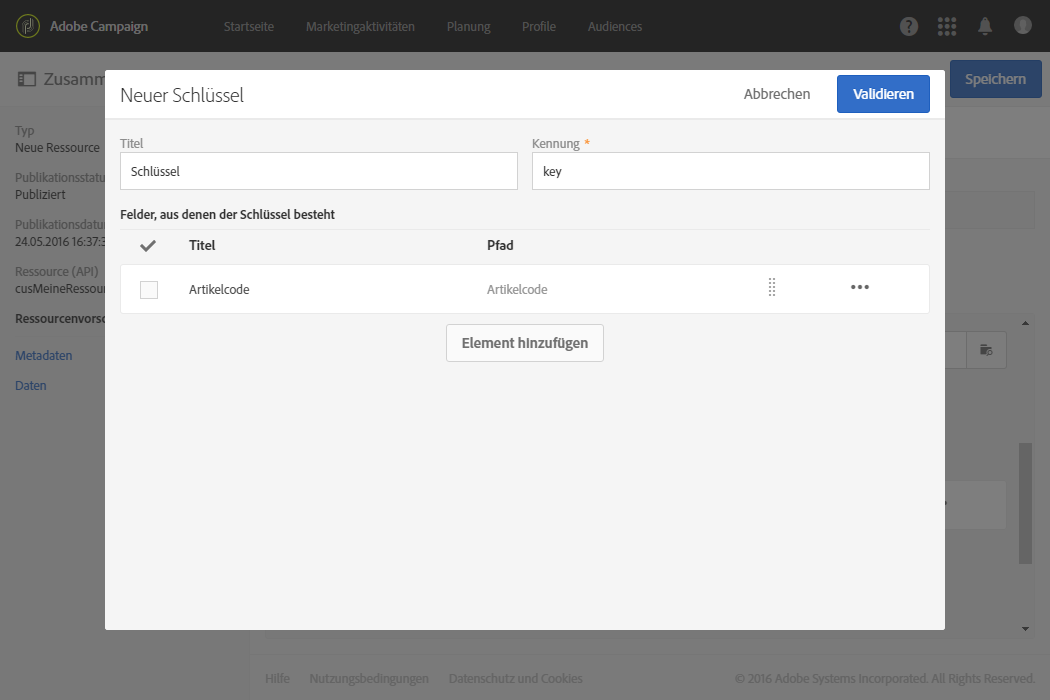 Adobe Campaign Startseite Marketingaktivitäten Planung Profile Audiences
Zusamm Speichern
Neuer Schlüssel Abbrechen Validieren
Typ
Neue Ressource
Publikationsstatu
Publiziert
Publikationsdatu
24.05.2016 16:37:3
Ressource (API)
cusMeineRessour
Ressourcenvorsc
Metadaten
Daten
Titel Kennung *
Schlüssel key
Felder, aus denen der Schlüssel besteht
Titel Pfad
Artikelcode Artikelcode
Element hinzufügen
Hilfe Nutzungsbedingungen Datenschutz und Cookies © 2016 Adobe Systems Incorporated. All Rights Reserved.